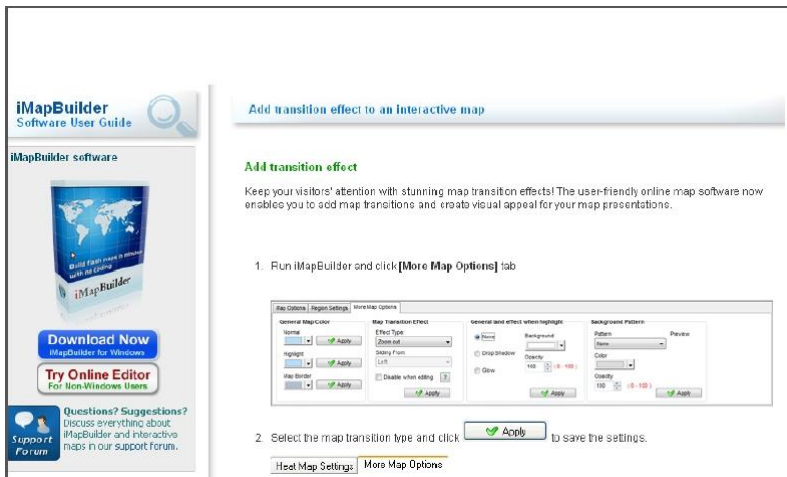 iMapBuilder
Software User Guide
Add transition effect to an interactive map
iMapBuilder software
Build flash maps in minutes
with no coding
iMapBuilder
Download Now
iMapBuilder for Windows
Try Online Editor
For Non-Windows Users
Support
Forum
Questions? Suggestions?
Discuss everything about
iMapBuilder and interactive
maps in our support forum.
Add transition effect
Keep your visitors' attention with stunning map transition effects! The user-friendly online map software now
enables you to add map transitions and create visual appeal for your map presentations.
1. Run iMapBuilder and click [More Map Options] tab
Map Options Region Settings More Map Options
General Map Color
Normal
Apply
Highlight
Apply
Map Border
Apply
Map Transition Effect
Effect Type:
Zoom out
Sliding From:
Left
Disable when editing ?
Apply
General land effect when highlight
None
Drop Shadow
Glow
Background
Opacity
100 (0 - 100)
Apply
Background Pattern
Pattern
Preview
None
Color
Opacity
100 (0 - 100)
Apply
2. Select the map transition type and click Apply to save the settings.
Heat Map Settings More Map Options